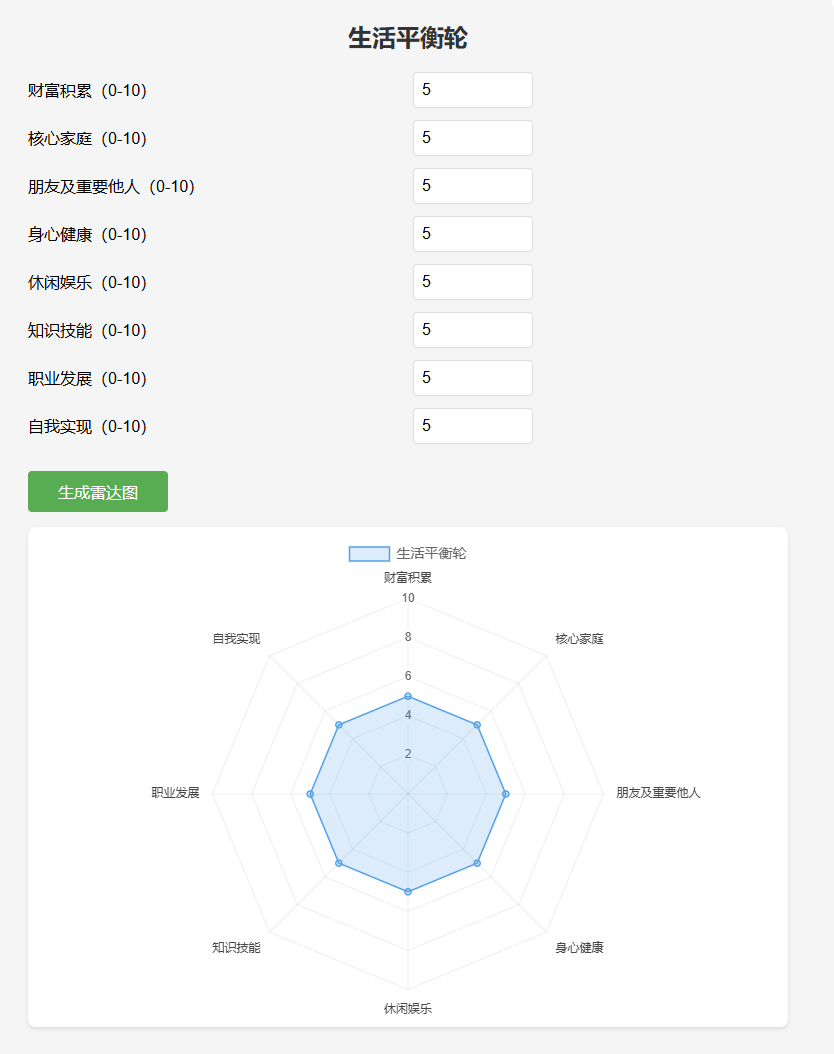 生活平衡轮
财富积累（0-10） 5
核心家庭（0-10） 5
朋友及重要他人（0-10） 5
身心健康（0-10） 5
休闲娱乐（0-10） 5
知识技能（0-10） 5
职业发展（0-10） 5
自我实现（0-10） 5
生成雷达图
生活平衡轮
财富积累
10
自我实现 8 核心家庭
6
4
2
职业发展 朋友及重要他人
知识技能 身心健康
休闲娱乐